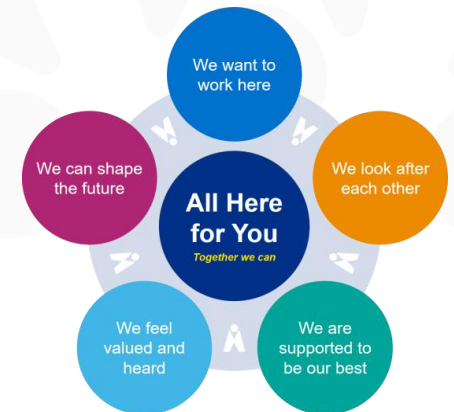 We want to
work here
We look after
each other
We are
supported to
be our best
We feel
valued and
heard
We can shape
the future
All Here
for You
Together we can